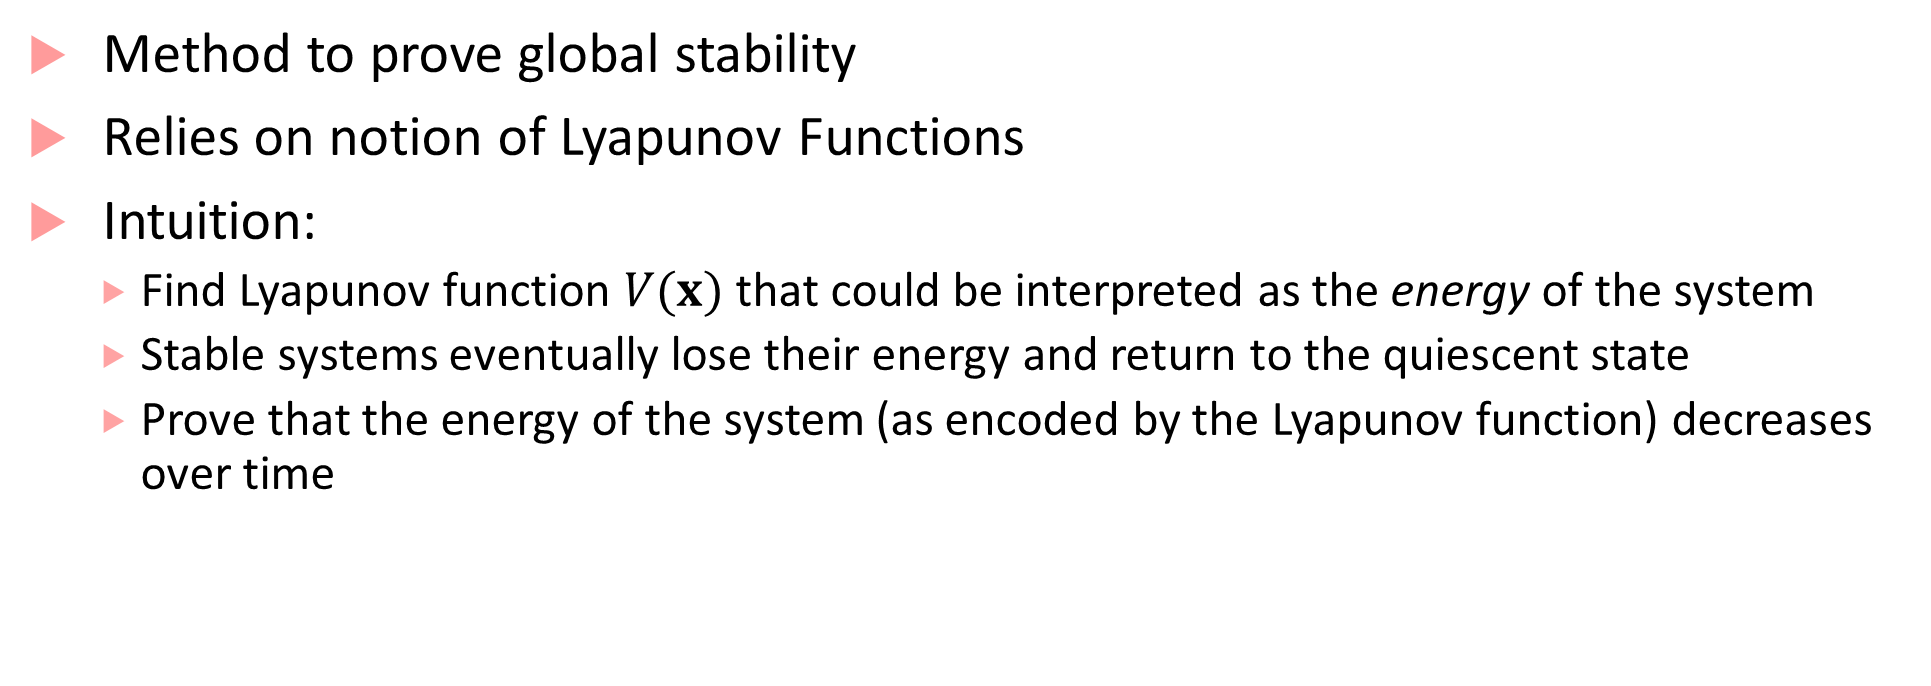 Method to prove global stability
Relies on notion of Lyapunov Functions
Intuition:
Find Lyapunov function V(x) that could be interpreted as the energy of the system
Stable systems eventually lose their energy and return to the quiescent state
Prove that the energy of the system (as encoded by the Lyapunov function) decreases
over time